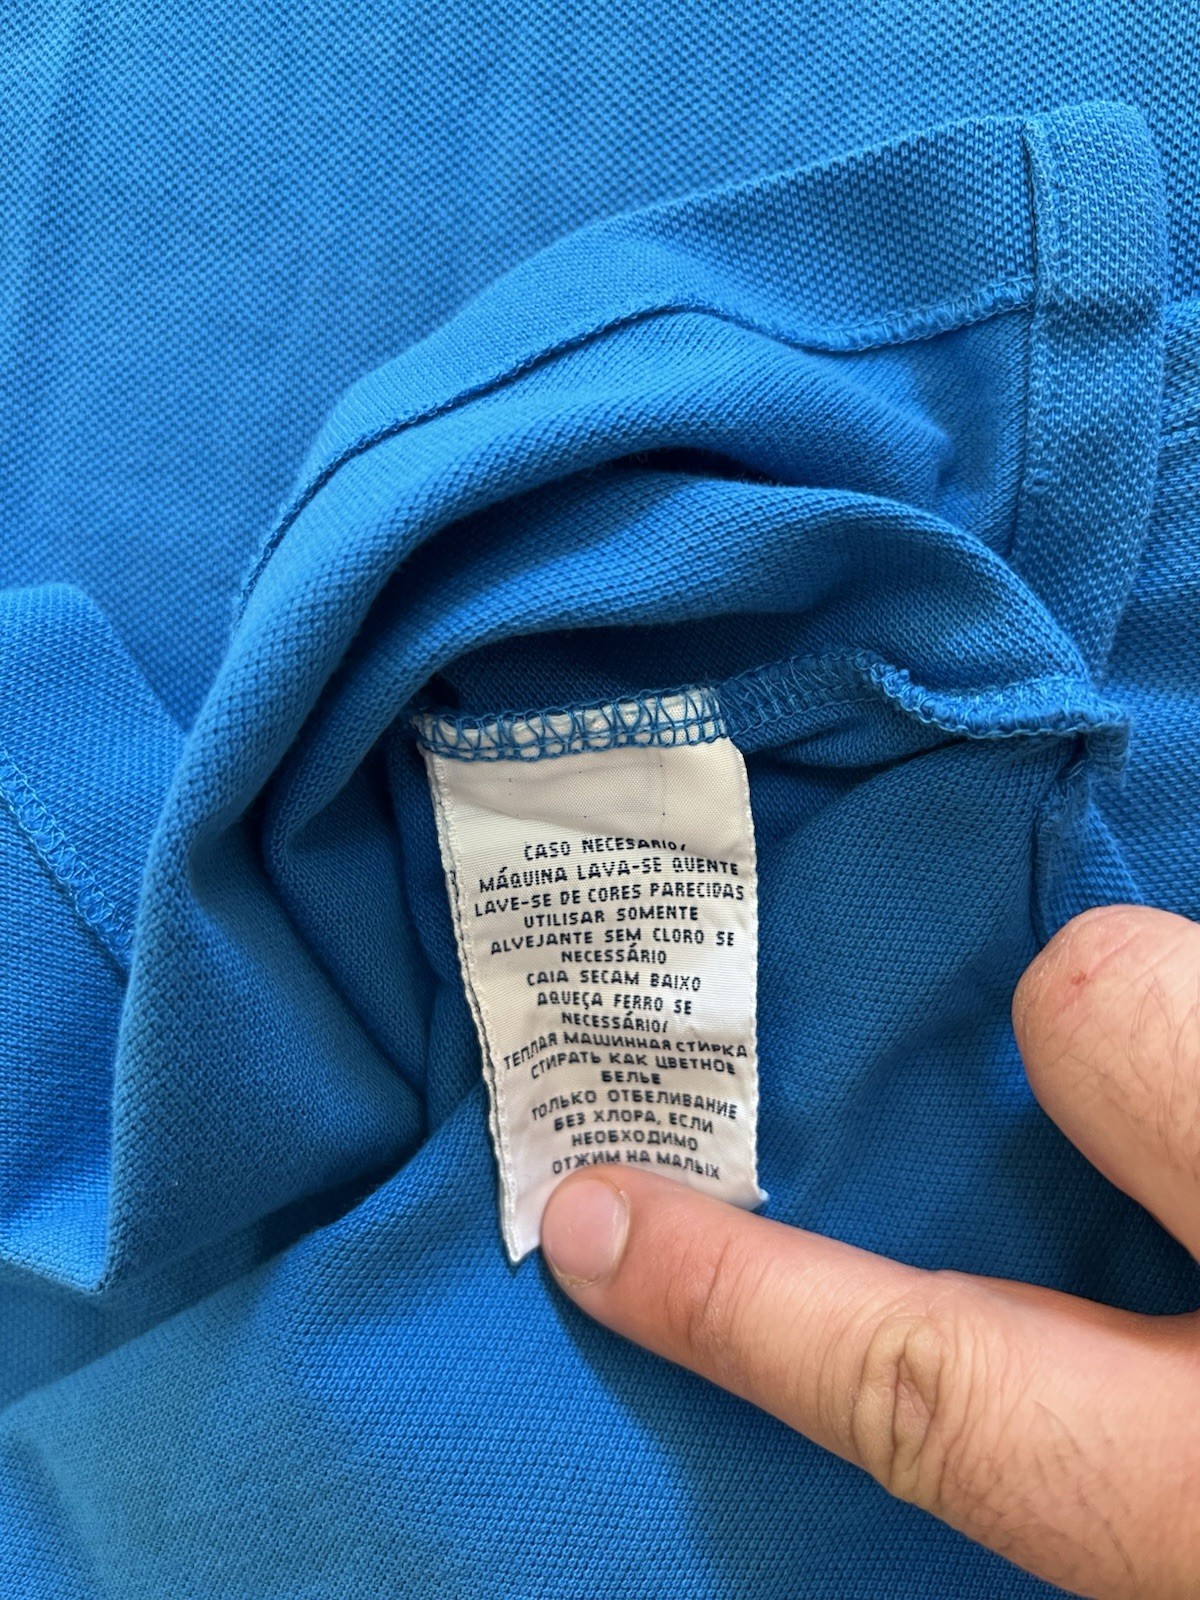 CASO NECESARIO/
MÁQUINA LAVA-SE QUENTE
LAVE-SE DE CORES PARECIDAS
UTILISAR SOMENTE
ALVEJANTE SEM CLORO SE
NECESSÁRIO
CAIA SECAM BAIXO
AQUEÇA FERRO SE
NECESSÁRIO/
ТЕПЛАЯ МАШИННАЯ СТИРКА
СТИРАТЬ КАК ЦВЕТНОЕ
БЕЛЬЕ
ТОЛЬКО ОТБЕЛИВАНИЕ
БЕЗ ХЛОРА, ЕСЛИ
НЕОБХОДИМО
ОТЖИМ НА МАЛЫХ